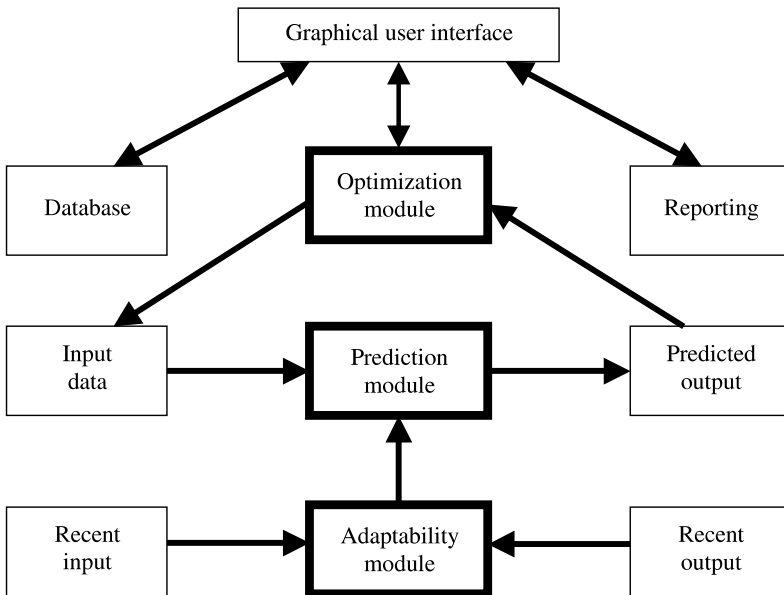 Graphical user interface
Database
Optimization
module
Reporting
Input
data
Prediction
module
Predicted
output
Recent
input
Adaptability
module
Recent
output